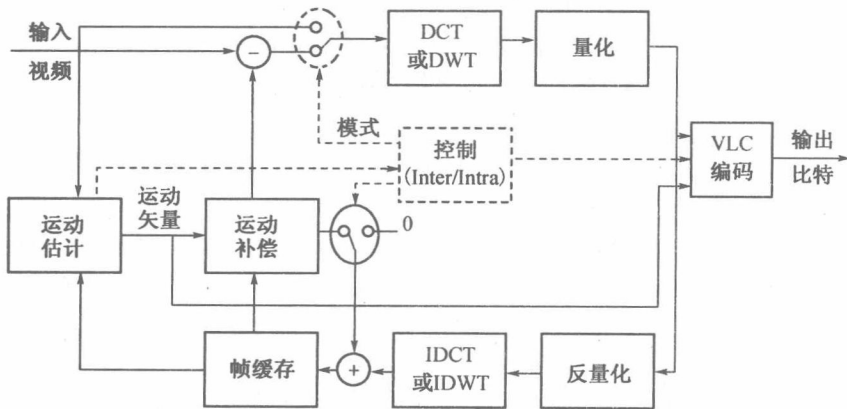 输入
视频
−
DCT
或DWT
量化
模式
控制
(Inter/Intra)
VLC
编码
输出
比特
运动
估计
运动
矢量
运动
补偿
0
帧缓存
+
IDCT
或IDWT
反量化